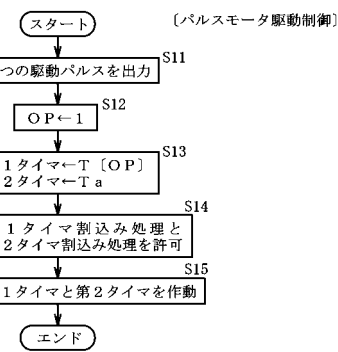 スタート
〔パルスモータ駆動制御〕
S11
つの駆動パルスを出力
S12
ＯＰ←１
S13
１タイマ←Ｔ〔ＯＰ〕
２タイマ←Ｔａ
S14
１タイマ割込み処理と
２タイマ割込み処理を許可
S15
１タイマと第２タイマを作動
エンド